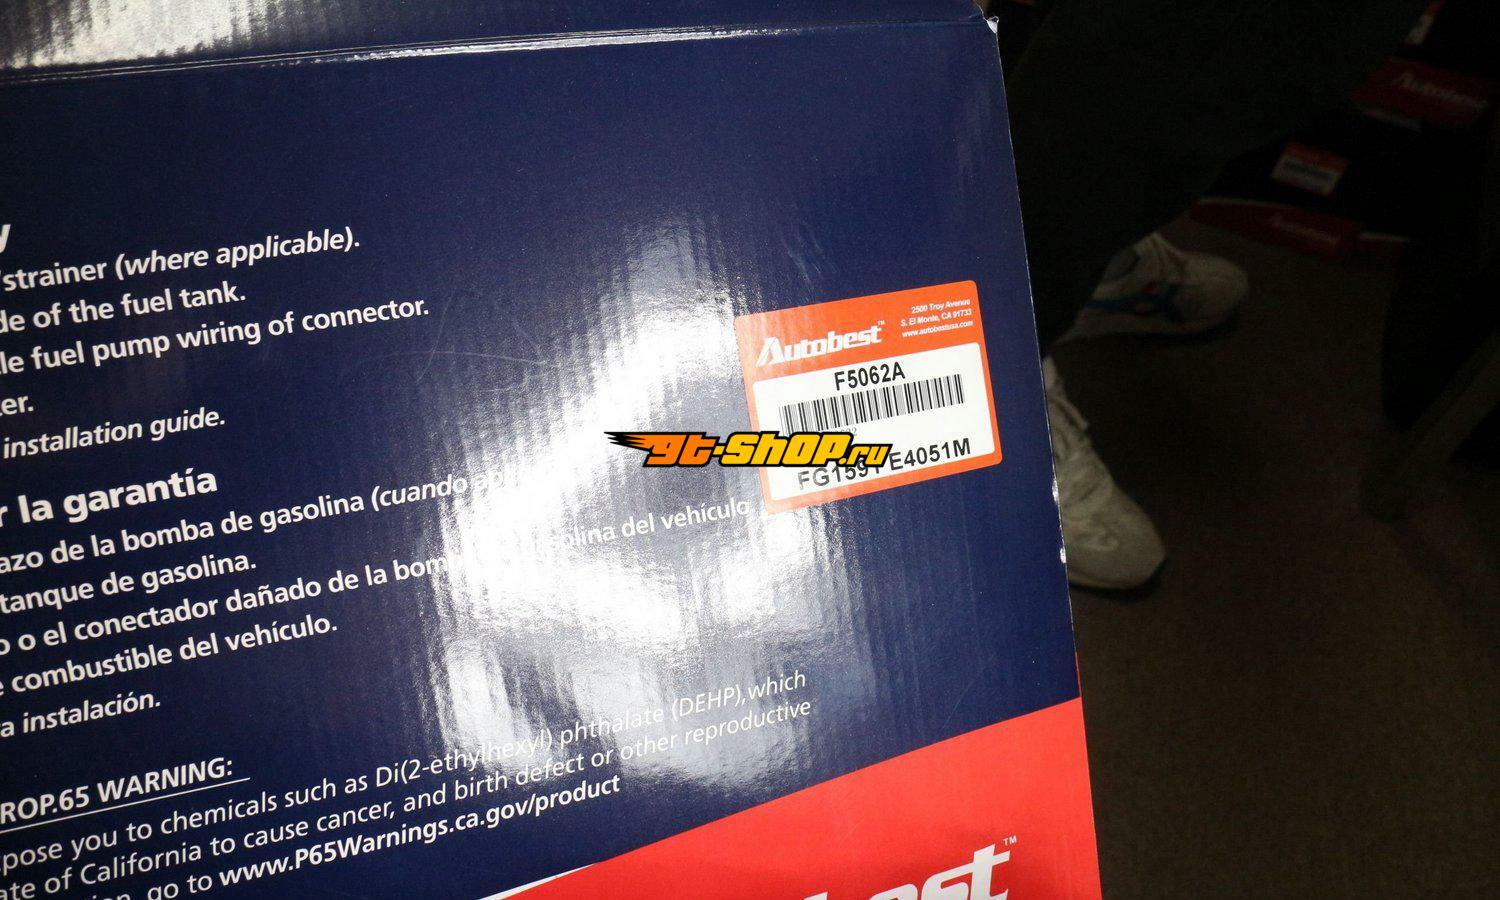 strainer (where applicable).
de of the fuel tank.
le fuel pump wiring of connector.
er.
installation guide.
r la garantía
azo de la bomba de gasolina (cuando
tanque de gasolina.
o o el conectador dañado de la del vehículo
e combustible del vehículo.
a instalación.
ROP.65 WARNING:
pose you to chemicals such as Di(2-ethylhexyl) phthalate (DEHP),which
ate of California to cause cancer, and birth defect or other reproductive
go to www.P65Warnings.ca.gov/product
Autobest™
2500 Troy Avenue
S. El Monte, CA 91733
www.autobestusa.com
F5062A
E4051M
gt-shop.ru
Autobest
Autobest